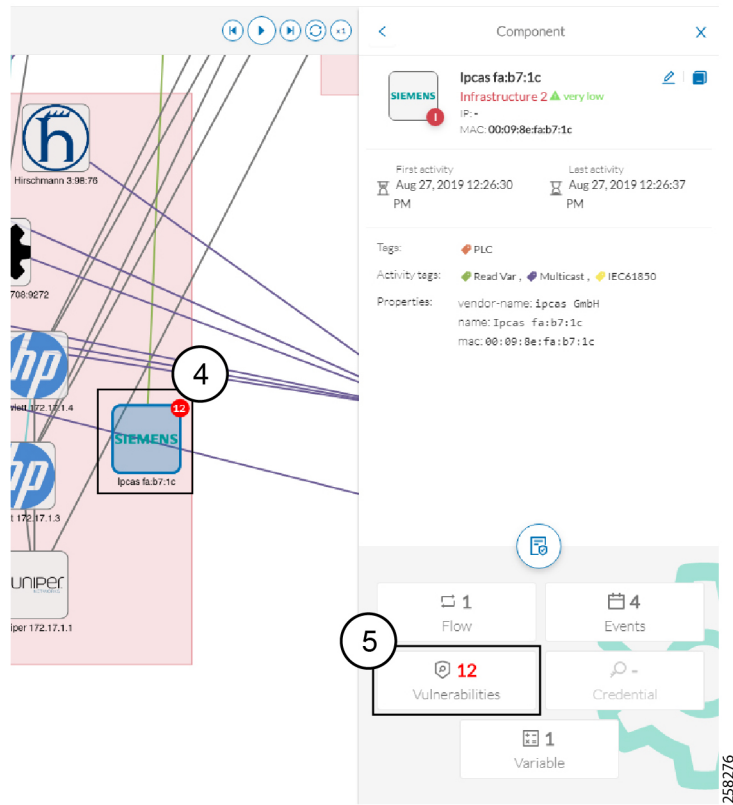 x1
Component
X
SIEMENS
Ipcas fa:b7:1c
Infrastructure 2 very low
IP: -
MAC: 00:09:8e:fa:b7:1c
First activity
Aug 27, 2019 12:26:30
PM
Last activity
Aug 27, 2019 12:26:37
PM
Tags:
PLC
Activity tags:
Read Var , Multicast , IEC61850
Properties:
vendor-name: ipcas GmbH
name: Ipcas fa:b7:1c
mac: 00:09:8e:fa:b7:1c
Hirschmann 3:98:76
708:9272
hp
wlett 172.17.1.4
4
12
SIEMENS
Ipcas fa:b7:1c
hp
t 172.17.1.3
uniper
NETWORKS
iper 172.17.1.1
1
Flow
4
Events
5
12
Vulnerabilities
-
Credential
1
Variable
258276